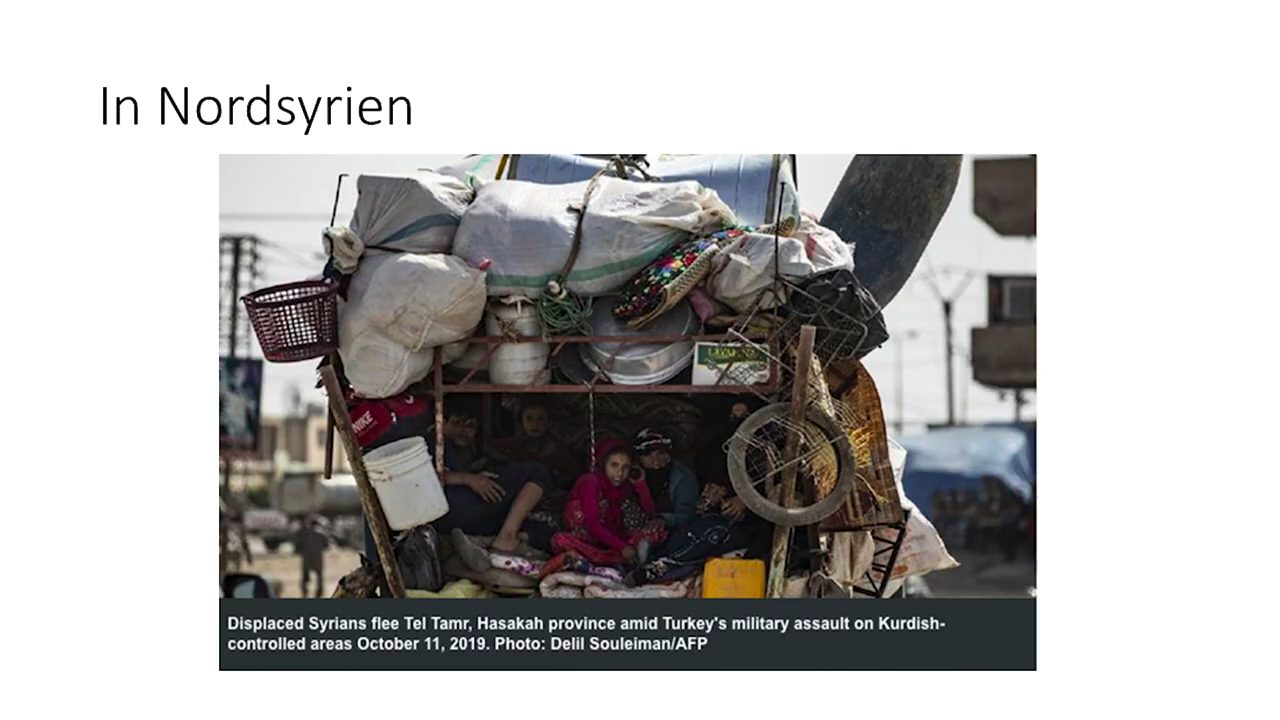 In Nordsyrien
NIKE
Displaced Syrians flee Tel Tamr, Hasakah province amid Turkey's military assault on Kurdish-
controlled areas October 11, 2019. Photo: Delil Souleiman/AFP